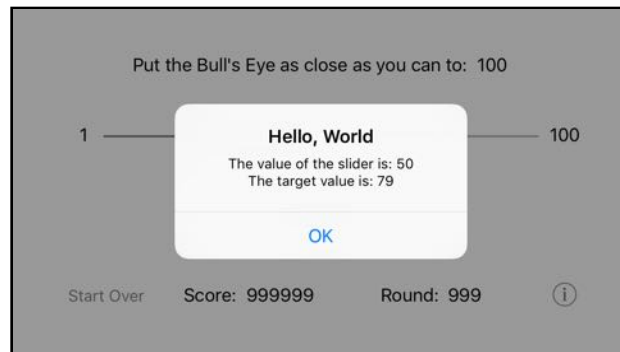 Put the Bull's Eye as close as you can to: 100
1
100
Hello, World
The value of the slider is: 50
The target value is: 79
OK
Start Over Score: 999999 Round: 999